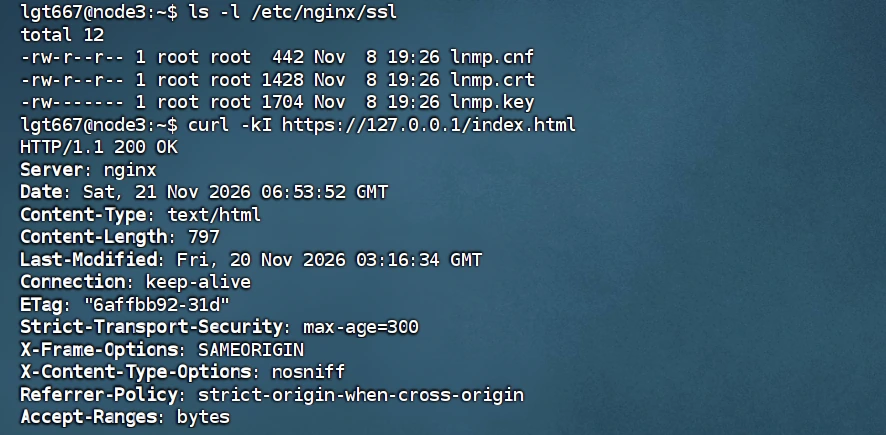 lgt667@node3:~$ ls -l /etc/nginx/ssl
total 12
-rw-r--r-- 1 root root  442 Nov  8 19:26 lnmp.cnf
-rw-r--r-- 1 root root 1428 Nov  8 19:26 lnmp.crt
-rw------- 1 root root 1704 Nov  8 19:26 lnmp.key
lgt667@node3:~$ curl -kI https://127.0.0.1/index.html
HTTP/1.1 200 OK
Server: nginx
Date: Sat, 21 Nov 2026 06:53:52 GMT
Content-Type: text/html
Content-Length: 797
Last-Modified: Fri, 20 Nov 2026 03:16:34 GMT
Connection: keep-alive
ETag: "6affbb92-31d"
Strict-Transport-Security: max-age=300
X-Frame-Options: SAMEORIGIN
X-Content-Type-Options: nosniff
Referrer-Policy: strict-origin-when-cross-origin
Accept-Ranges: bytes